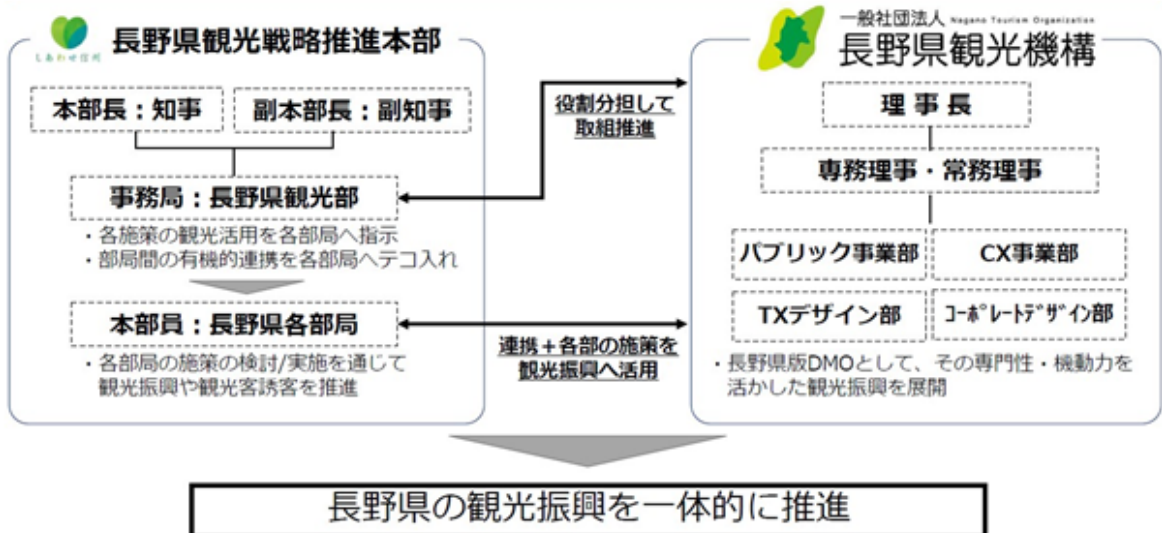 しあわせ信州
長野県観光戦略推進本部
本部長：知事
副本部長：副知事
事務局：長野県観光部
・各施策の観光活用を各部局へ指示
・部局間の有機的連携を各部局へテコ入れ
本部員：長野県各部局
・各部局の施策の検討/実施を通じて
観光振興や観光客誘客を推進
役割分担して
取組推進
連携＋各部の施策を
観光振興へ活用
一般社団法人 Nagano Tourism Organization
長野県観光機構
理事長
専務理事・常務理事
パブリック事業部
CX事業部
TXデザイン部
ｺｰﾎﾟﾚｰﾄﾃﾞｻﾞｲﾝ部
・長野県版DMOとして、その専門性・機動力を
活かした観光振興を展開
長野県の観光振興を一体的に推進